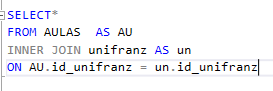 SELECT*
FROM AULAS  AS AU
INNER JOIN unifranz AS un
ON AU.id_unifranz = un.id_unifranz